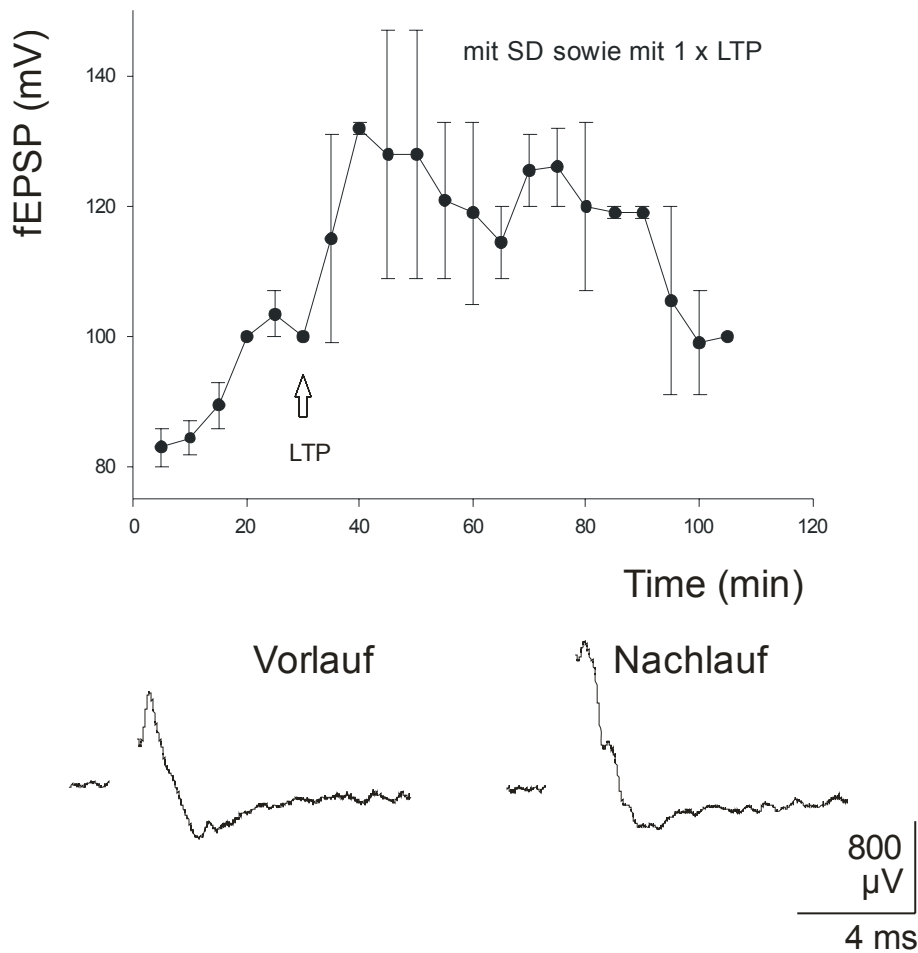 fEPSP (mV)
mit SD sowie mit 1 x LTP
140
120
100
80
LTP
0 20 40 60 80 100 120
Time (min)
Vorlauf
Nachlauf
800
µV
4 ms